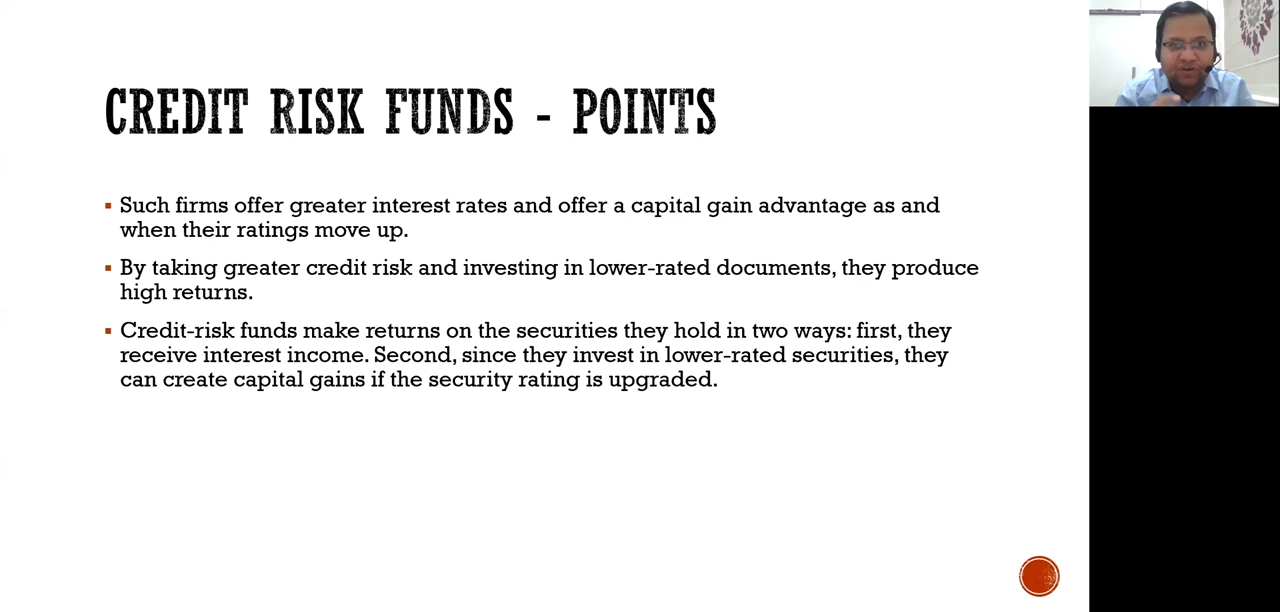 CREDIT RISK FUNDS - POINTS
▪ Such firms offer greater interest rates and offer a capital gain advantage as and
when their ratings move up.
▪ By taking greater credit risk and investing in lower-rated documents, they produce
high returns.
▪ Credit-risk funds make returns on the securities they hold in two ways: first, they
receive interest income. Second, since they invest in lower-rated securities, they
can create capital gains if the security rating is upgraded.